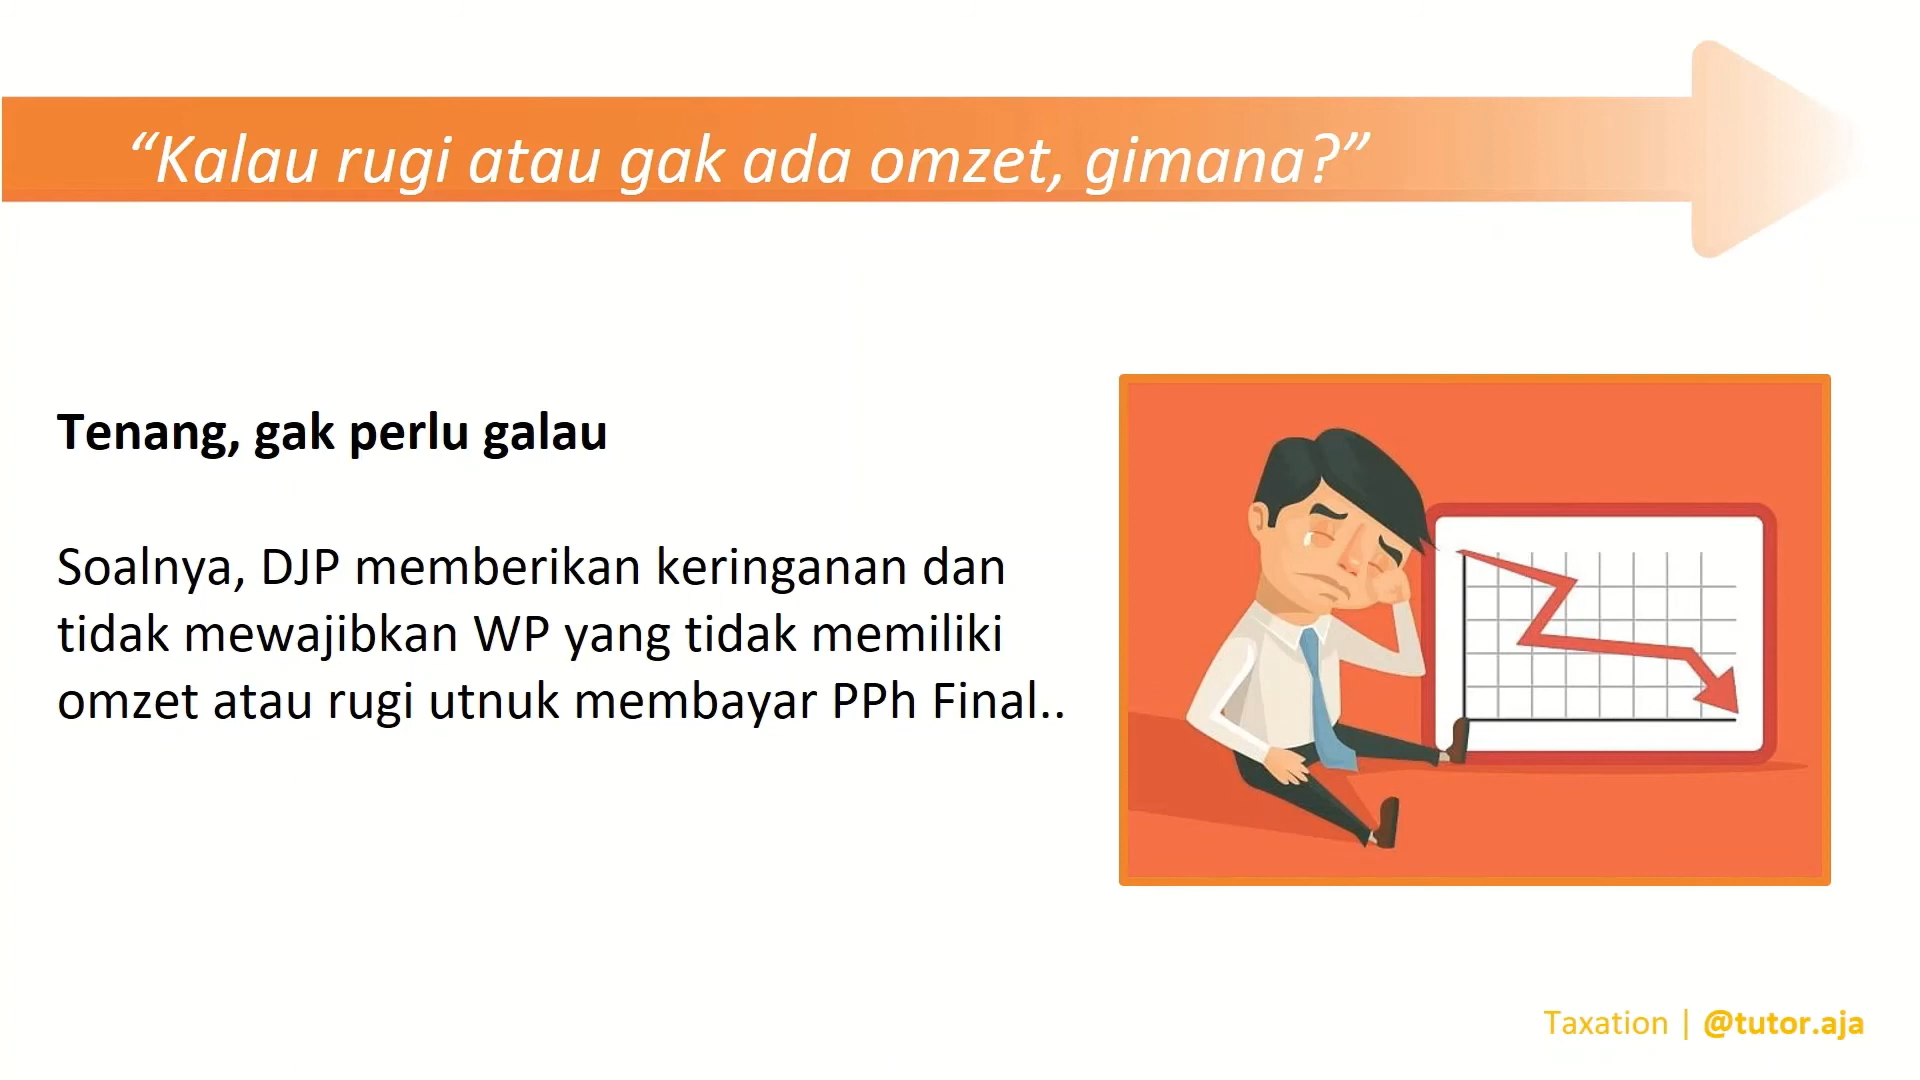 “Kalau rugi atau gak ada omzet, gimana?”
Tenang, gak perlu galau
Soalnya, DJP memberikan keringanan dan
tidak mewajibkan WP yang tidak memiliki
omzet atau rugi utnuk membayar PPh Final..
Taxation | @tutor.aja